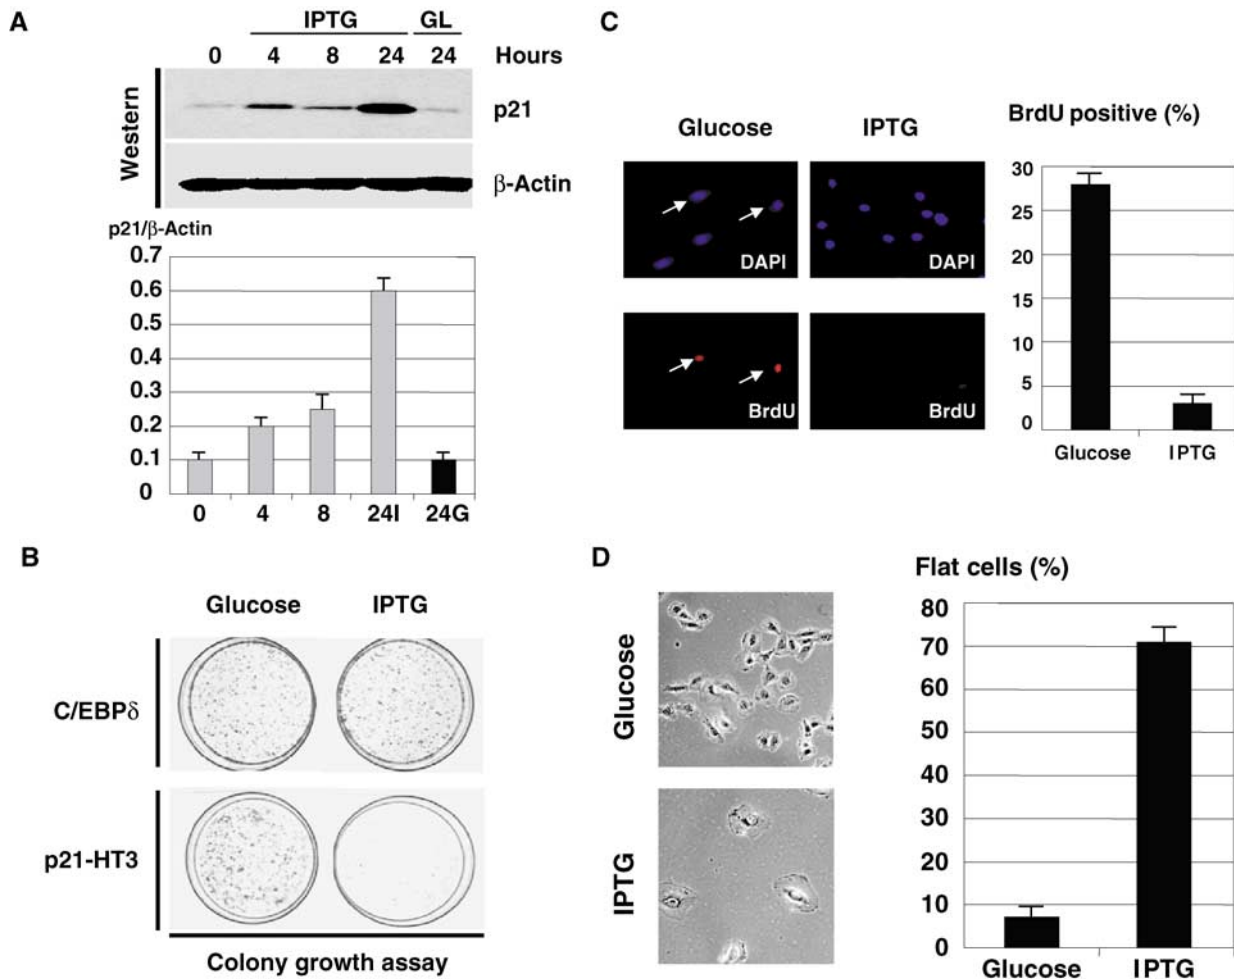 A
IPTG GL
0 4 8 24 24 Hours
Western
p21
β-Actin
p21/β-Actin
0.7
0.6
0.5
0.4
0.3
0.2
0.1
0
0 4 8 24I 24G
B
Glucose IPTG
C/EBPδ
p21-HT3
Colony growth assay
C
Glucose IPTG
DAPI DAPI
BrdU BrdU
BrdU positive (%)
30
28
25
20
15
10
5
0
Glucose IPTG
D
Glucose
IPTG
Flat cells (%)
80
70
60
70
40
30
20
10
0
Glucose IPTG